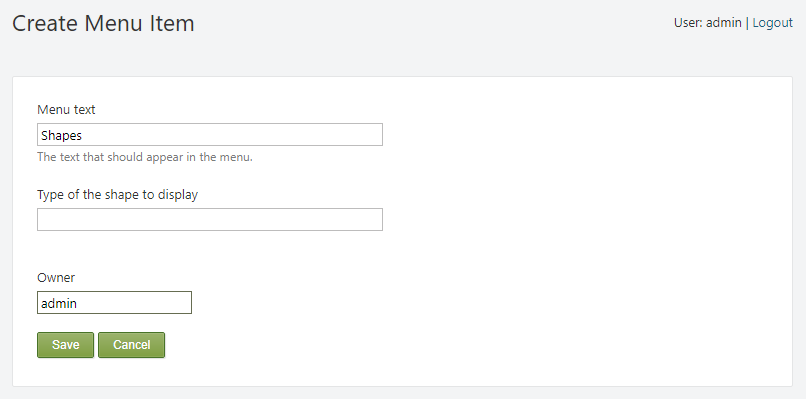 Create Menu Item
User: admin | Logout
Menu text
Shapes
The text that should appear in the menu.
Type of the shape to display
Owner
admin
Save Cancel